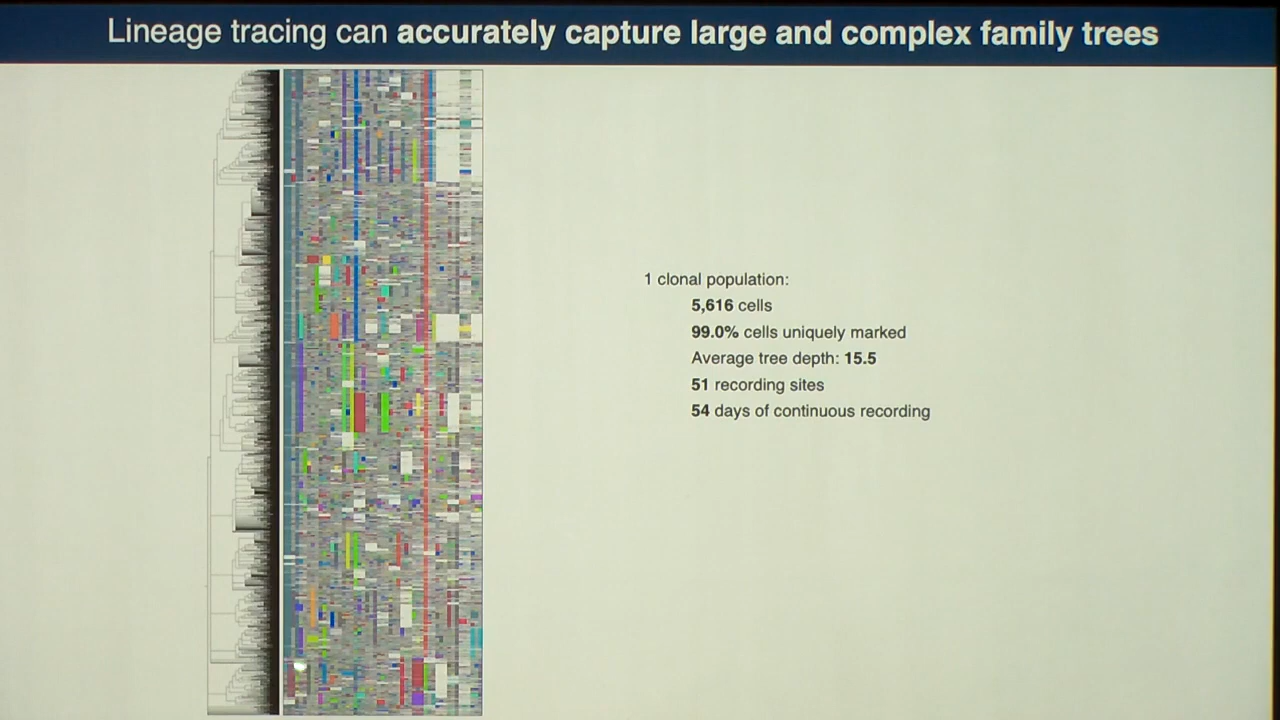 Lineage tracing can accurately capture large and complex family trees
1 clonal population:
5,616 cells
99.0% cells uniquely marked
Average tree depth: 15.5
51 recording sites
54 days of continuous recording